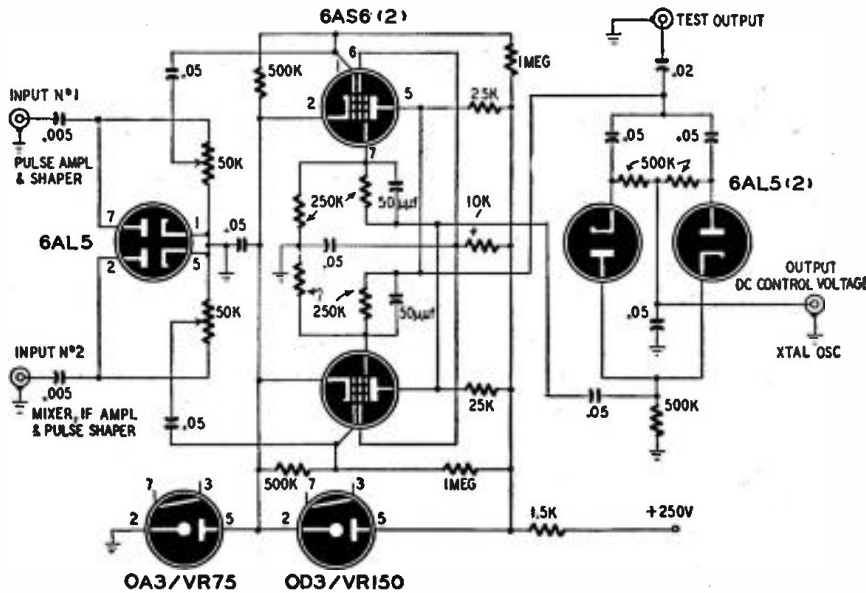 6AS6 (2)
TEST OUTPUT
6
1
.05
500K
1MEG
.02
INPUT Nº1
2
5
25K
.005
.05
.05
PULSE AMPL
& SHAPER
50K
7
500K
6AL5(2)
250K
50μμf
10K
7
1
6AL5
.05
2
5
.05
OUTPUT
DC CONTROL VOLTAGE
50K
250K
50μμf
.05
INPUT Nº2
XTAL OSC
.005
25K
.05
500K
MIXER, IF AMPL
& PULSE SHAPER
.05
500K
1MEG
7
3
7
3
2
5
2
5
1.5K
+250V
OA3/VR75
OD3/VR150